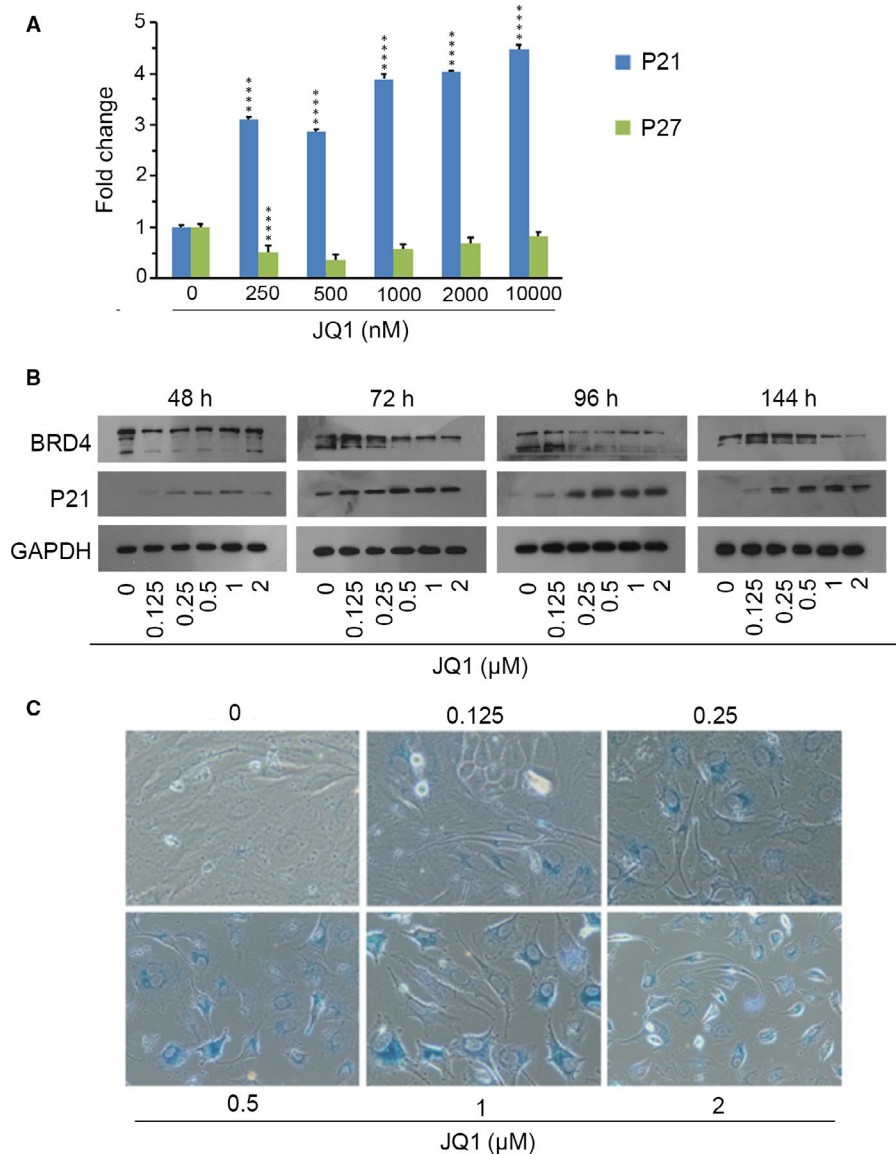 A
Fold change
5
4
3
2
1
0
****
****
****
****
****
****
P21
P27
0 250 500 1000 2000 10000
JQ1 (nM)
B
48 h 72 h 96 h 144 h
BRD4
P21
GAPDH
0 0.125 0.25 0.5 1 2 0 0.125 0.25 0.5 1 2 0 0.125 0.25 0.5 1 2 0 0.125 0.25 0.5 1 2
JQ1 (µM)
C
0 0.125 0.25
0.5 1 2
JQ1 (µM)